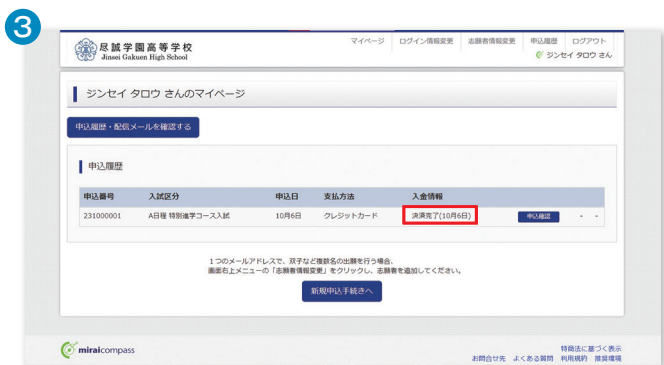 3
尽誠学園高等学校
Jinsei Gakuen High School
マイページ ログイン情報変更 志願者情報変更 申込履歴 ログアウト
ジンセイ タロウ さん
ジンセイ タロウ さんのマイページ
申込履歴・配信メールを確認する
申込履歴
申込番号 入試区分 申込日 支払方法 入金情報
231000001 A日程 特別進学コース入試 10月6日 クレジットカード 決済完了(10月6日) 申込確認 - -
1つのメールアドレスで、双子など複数名の出願を行う場合、
画面右上メニューの「志願者情報変更」をクリックし、志願者を追加してください。
新規申込手続きへ
miraicompass
特商法に基づく表示
お問合せ先 よくある質問 利用規約 推奨環境